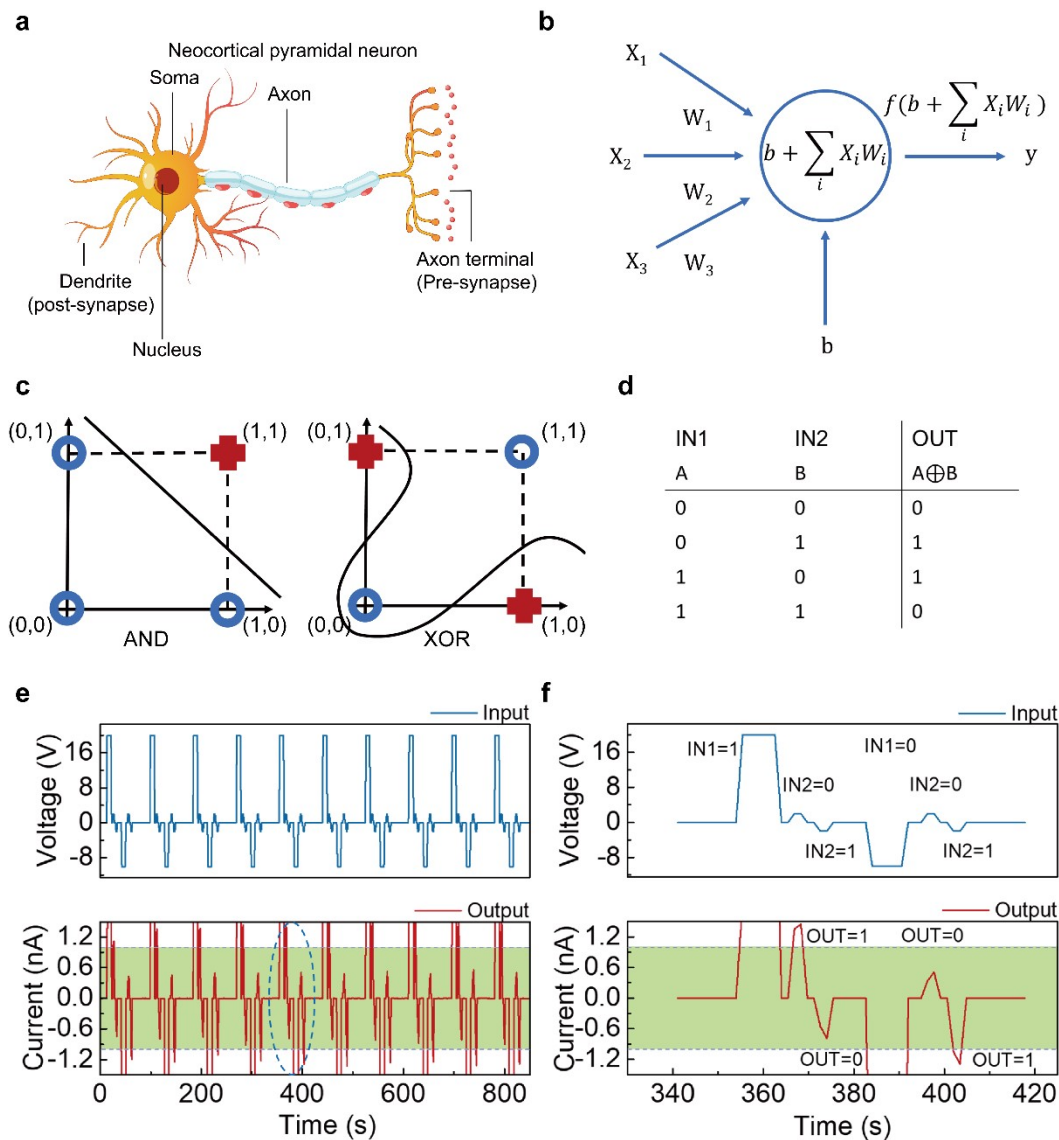 a
Neocortical pyramidal neuron
Soma
Axon
Dendrite
(post-synapse)
Nucleus
Axon terminal
(Pre-synapse)
b
X₁
X₂
X₃
W₁
W₂
W₃
b + ∑ᵢ XᵢWᵢ
f(b + ∑ᵢ XᵢWᵢ )
y
b
c
(0,1) (1,1)
(0,0) (1,0)
AND
(0,1) (1,1)
(0,0) (1,0)
XOR
d
IN1 IN2 OUT
A B A⊕B
0 0 0
0 1 1
1 0 1
1 1 0
e
Input
Voltage (V)
16
8
0
-8
Output
Current (nA)
1.2
0.6
0.0
-0.6
-1.2
0 200 400 600 800
Time (s)
f
Input
Voltage (V)
16
8
0
-8
IN1=1 IN1=0
IN2=0 IN2=0
IN2=1 IN2=1
Output
Current (nA)
1.2
0.6
0.0
-0.6
-1.2
OUT=1 OUT=0
OUT=0 OUT=1
340 360 380 400 420
Time (s)